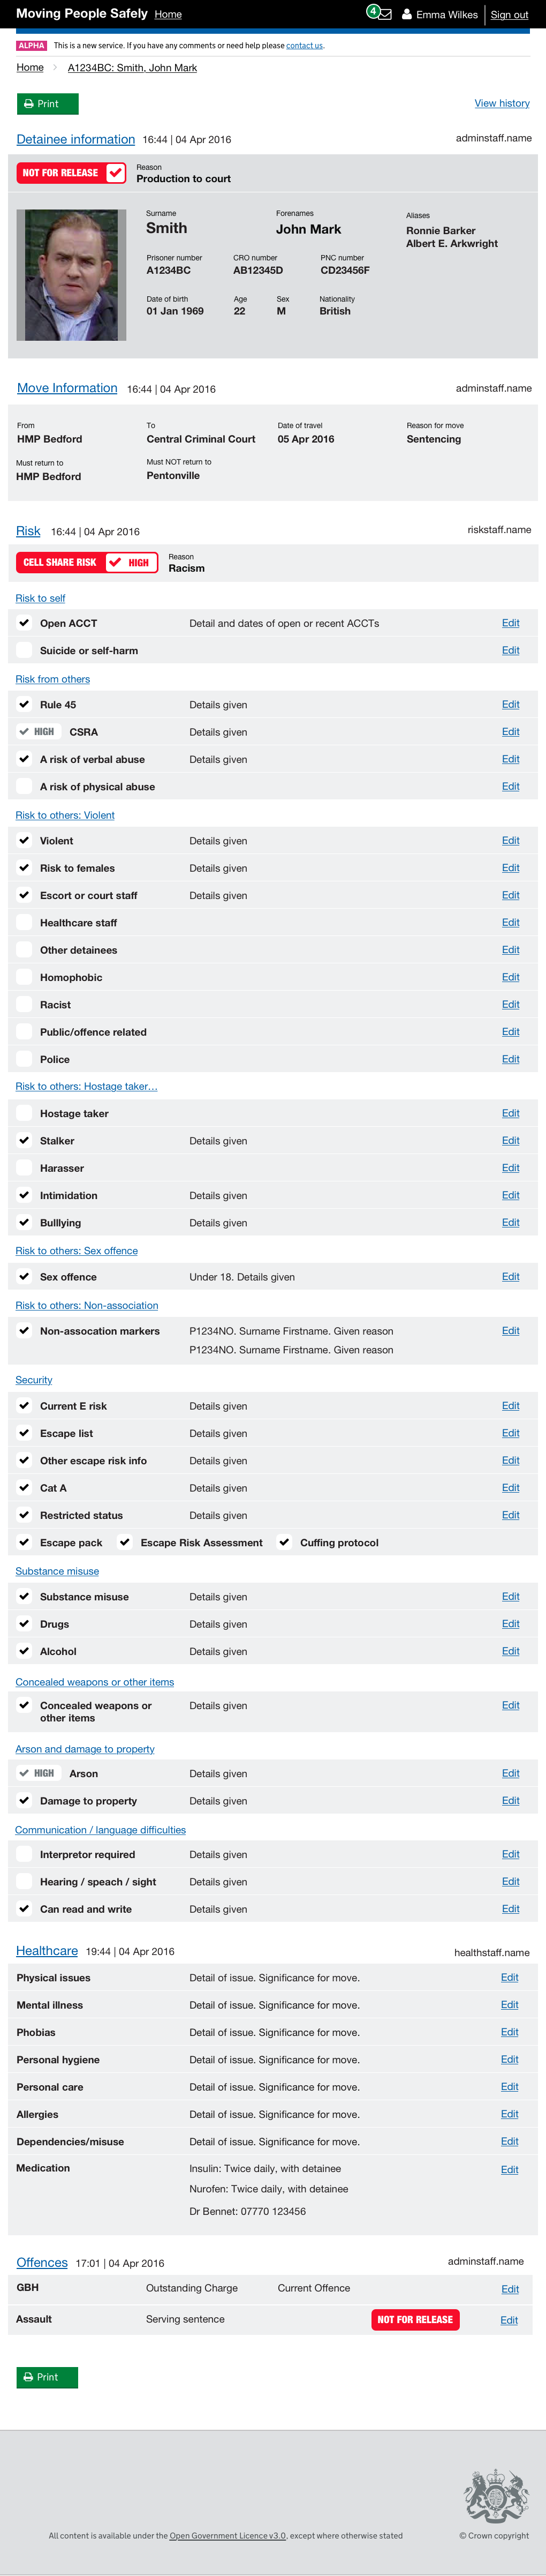 Moving People Safely Home 4 Emma Wilkes Sign out
ALPHA This is a new service. If you have any comments or need help please contact us.
Home A1234BC: Smith, John Mark
Print View history
Detainee information 16:44 | 04 Apr 2016 adminstaff.name
NOT FOR RELEASE Reason
Production to court
Surname Forenames Aliases
Smith John Mark Ronnie Barker
Albert E. Arkwright
Prisoner number CRO number PNC number
A1234BC AB12345D CD23456F
Date of birth Age Sex Nationality
01 Jan 1969 22 M British
Move Information 16:44 | 04 Apr 2016 adminstaff.name
From To Date of travel Reason for move
HMP Bedford Central Criminal Court 05 Apr 2016 Sentencing
Must return to Must NOT return to
HMP Bedford Pentonville
Risk 16:44 | 04 Apr 2016 riskstaff.name
CELL SHARE RISK HIGH Reason
Racism
Risk to self
Open ACCT Detail and dates of open or recent ACCTs Edit
Suicide or self-harm Edit
Risk from others
Rule 45 Details given Edit
HIGH CSRA Details given Edit
A risk of verbal abuse Details given Edit
A risk of physical abuse Edit
Risk to others: Violent
Violent Details given Edit
Risk to females Details given Edit
Escort or court staff Details given Edit
Healthcare staff Edit
Other detainees Edit
Homophobic Edit
Racist Edit
Public/offence related Edit
Police Edit
Risk to others: Hostage taker…
Hostage taker Edit
Stalker Details given Edit
Harasser Edit
Intimidation Details given Edit
Bulllying Details given Edit
Risk to others: Sex offence
Sex offence Under 18. Details given Edit
Risk to others: Non-association
Non-assocation markers P1234NO. Surname Firstname. Given reason Edit
P1234NO. Surname Firstname. Given reason
Security
Current E risk Details given Edit
Escape list Details given Edit
Other escape risk info Details given Edit
Cat A Details given Edit
Restricted status Details given Edit
Escape pack Escape Risk Assessment Cuffing protocol
Substance misuse
Substance misuse Details given Edit
Drugs Details given Edit
Alcohol Details given Edit
Concealed weapons or other items
Concealed weapons or Details given Edit
other items
Arson and damage to property
HIGH Arson Details given Edit
Damage to property Details given Edit
Communication / language difficulties
Interpretor required Details given Edit
Hearing / speach / sight Details given Edit
Can read and write Details given Edit
Healthcare 19:44 | 04 Apr 2016 healthstaff.name
Physical issues Detail of issue. Significance for move. Edit
Mental illness Detail of issue. Significance for move. Edit
Phobias Detail of issue. Significance for move. Edit
Personal hygiene Detail of issue. Significance for move. Edit
Personal care Detail of issue. Significance for move. Edit
Allergies Detail of issue. Significance for move. Edit
Dependencies/misuse Detail of issue. Significance for move. Edit
Medication Insulin: Twice daily, with detainee Edit
Nurofen: Twice daily, with detainee
Dr Bennet: 07770 123456
Offences 17:01 | 04 Apr 2016 adminstaff.name
GBH Outstanding Charge Current Offence Edit
Assault Serving sentence NOT FOR RELEASE Edit
Print
All content is available under the Open Government Licence v3.0, except where otherwise stated © Crown copyright